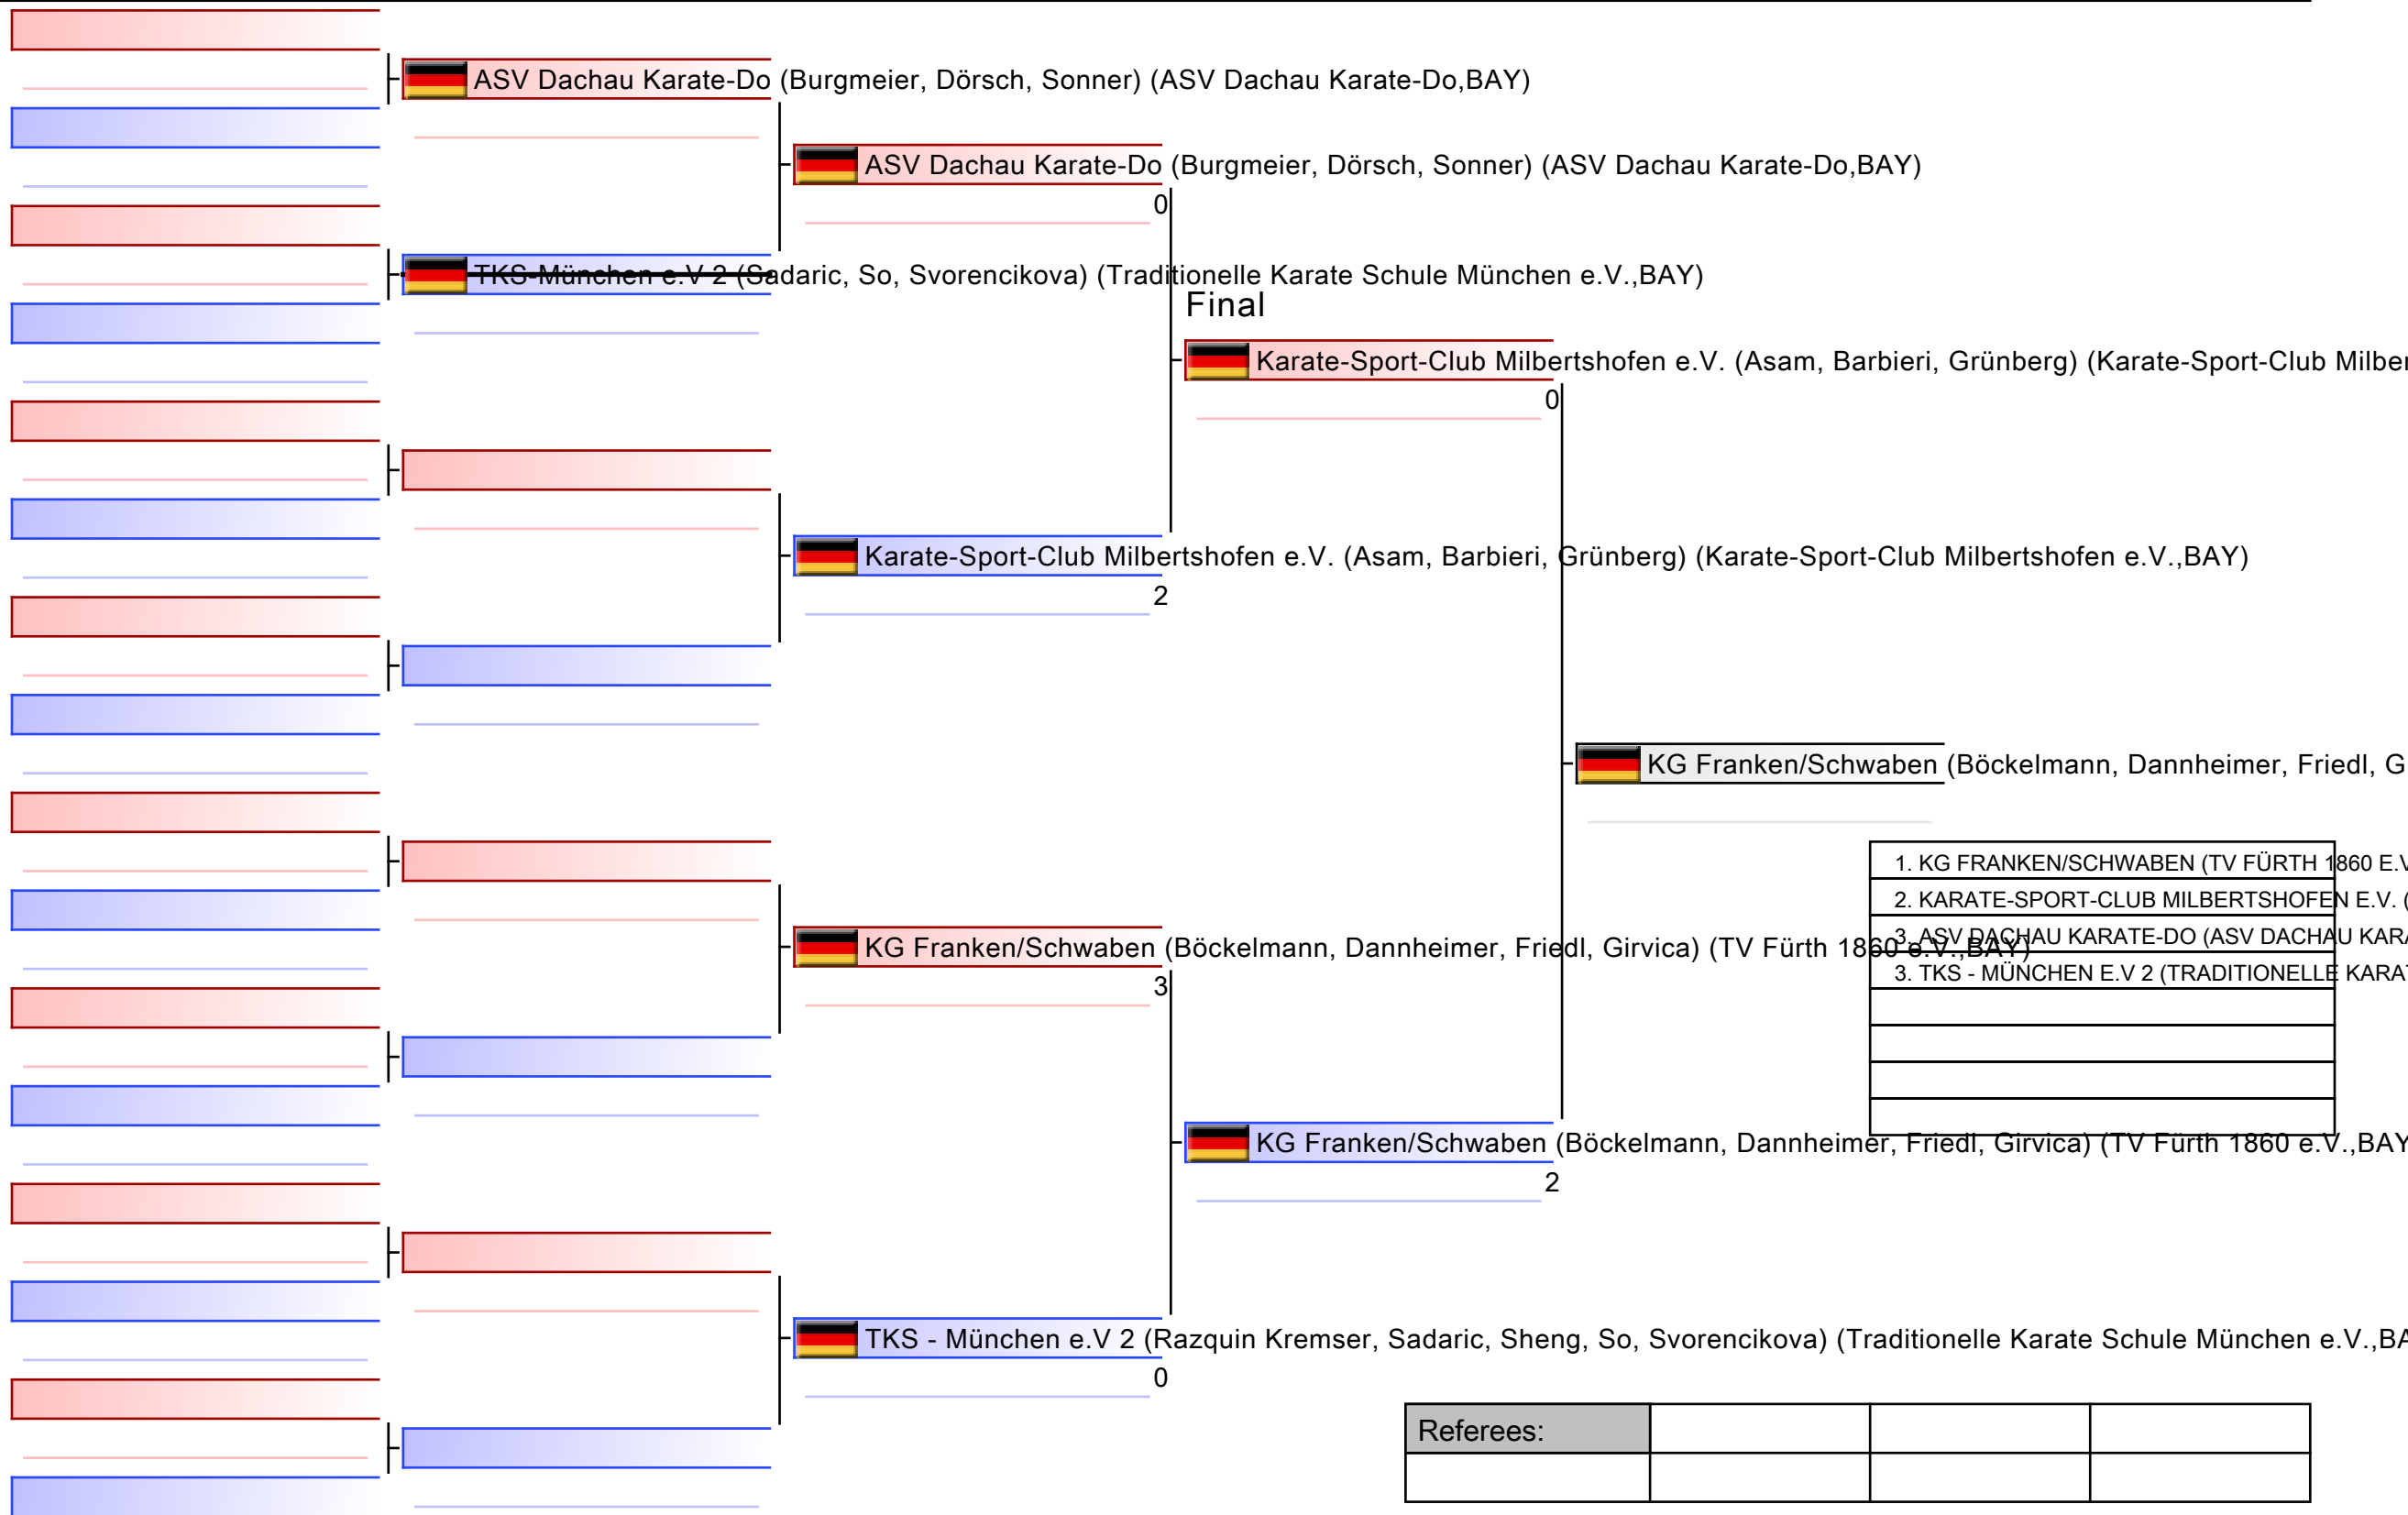 ASV Dachau Karate-Do (Burgmeier, Dörsch, Sonner) (ASV Dachau Karate-Do,BAY)
ASV Dachau Karate-Do (Burgmeier, Dörsch, Sonner) (ASV Dachau Karate-Do,BAY)
0
TKS-München e.V 2 (Sadaric, So, Svorencikova) (Traditionelle Karate Schule München e.V.,BAY)
Final
Karate-Sport-Club Milbertshofen e.V. (Asam, Barbieri, Grünberg) (Karate-Sport-Club Milber
0
Karate-Sport-Club Milbertshofen e.V. (Asam, Barbieri, Grünberg) (Karate-Sport-Club Milbertshofen e.V.,BAY)
2
KG Franken/Schwaben (Böckelmann, Dannheimer, Friedl, G
1. KG FRANKEN/SCHWABEN (TV FÜRTH 1860 E.V
2. KARATE-SPORT-CLUB MILBERTSHOFEN E.V. (
3. ASV DACHAU KARATE-DO (ASV DACHAU KARA
KG Franken/Schwaben (Böckelmann, Dannheimer, Friedl, Girvica) (TV Fürth 1860 e.V.,BAY)
3. TKS - MÜNCHEN E.V 2 (TRADITIONELLE KARAT
3
KG Franken/Schwaben (Böckelmann, Dannheimer, Friedl, Girvica) (TV Fürth 1860 e.V.,BAY
2
TKS - München e.V 2 (Razquin Kremser, Sadaric, Sheng, So, Svorencikova) (Traditionelle Karate Schule München e.V.,BA
0
Referees: